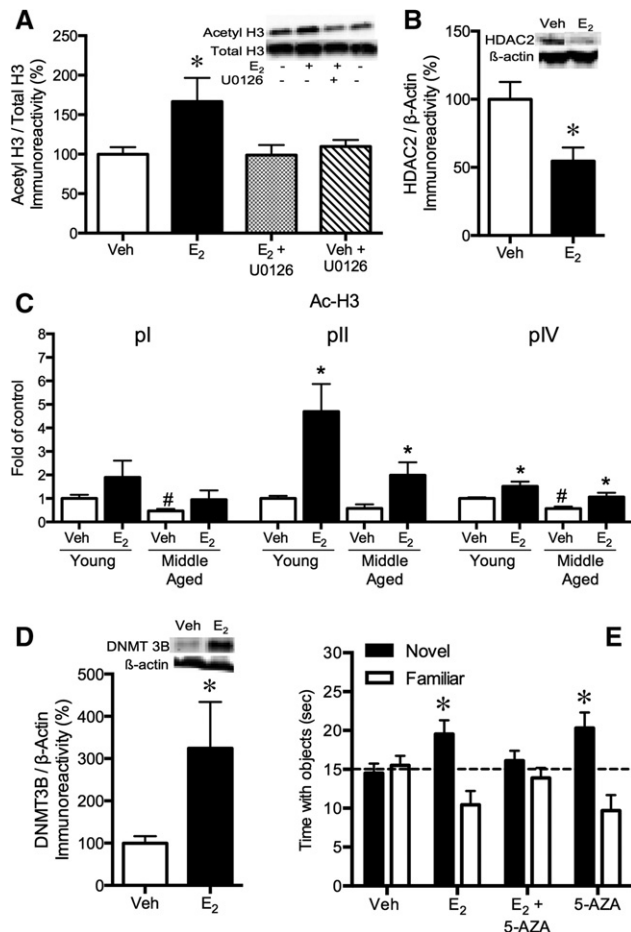 A
Acetyl H3
Total H3
E2 - + + -
U0126 - - + -
Acetyl H3 / Total H3
Immunoreactivity (%)
250
200
150
100
50
0
*
Veh
E2
E2 +
U0126
Veh +
U0126
B
Veh E2
HDAC2
ß-actin
HDAC2 / β-Actin
Immunoreactivity (%)
150
100
50
0
*
Veh
E2
C
Ac-H3
pI
pII
pIV
Fold of control
8
6
5
4
3
2
1
0
#
*
*
*
#
*
Veh E2 Veh E2 Veh E2 Veh E2 Veh E2 Veh E2
Young Middle Young Middle Young Middle
Aged Aged Aged
D
Veh E2
DNMT 3B
ß-actin
DNMT3B / β-Actin
Immunoreactivity (%)
500
400
300
200
100
0
*
Veh
E2
E
Novel
Familiar
Time with objects (sec)
30
25
20
15
10
5
0
*
*
Veh
E2
E2 +
5-AZA
5-AZA